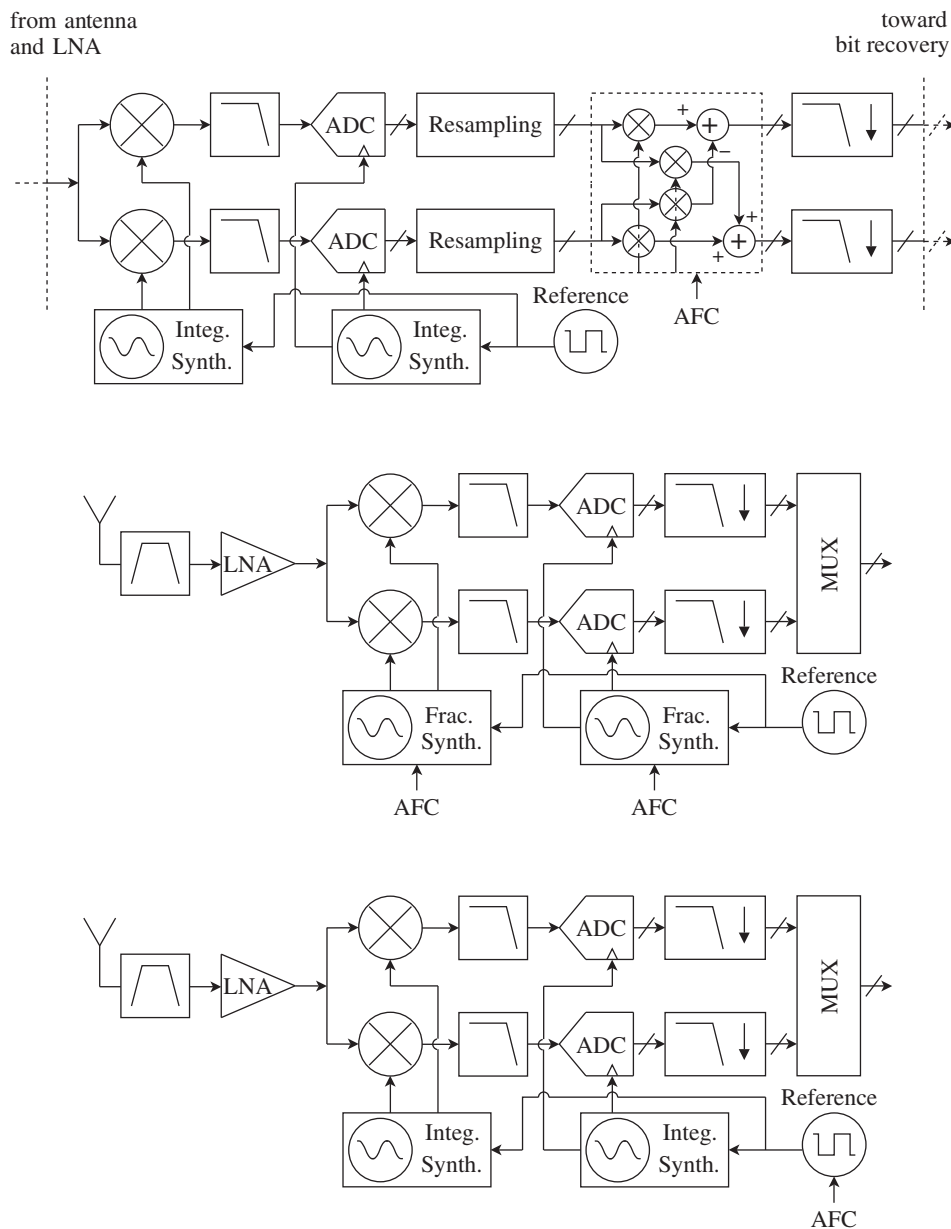 from antenna
and LNA
toward
bit recovery
ADC
Resampling
+
+
−
ADC
Resampling
+
+
+
Integ.
Synth.
Integ.
Synth.
Reference
AFC
LNA
ADC
ADC
MUX
Frac.
Synth.
Frac.
Synth.
Reference
AFC
AFC
LNA
ADC
ADC
MUX
Integ.
Synth.
Integ.
Synth.
Reference
AFC